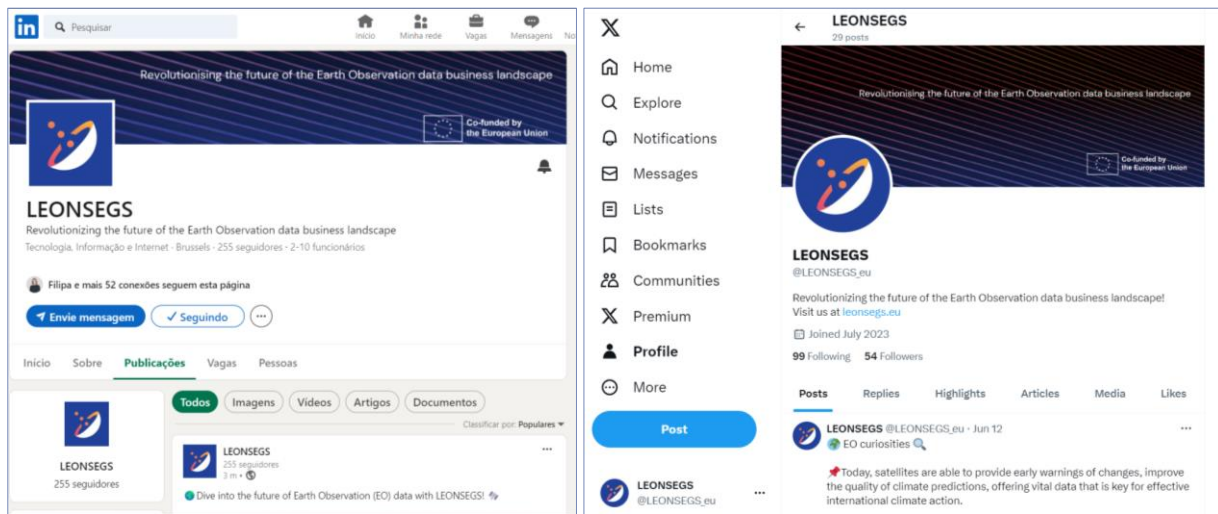 in
Pesquisar
Início
Minha rede
Vagas
Mensagens
No
Revolutionising the future of the Earth Observation data business landscape
Co-funded by
the European Union
LEONSEGS
Revolutionizing the future of the Earth Observation data business landscape
Tecnologia, Informação e Internet · Brussels · 255 seguidores · 2-10 funcionários
Filipa e mais 52 conexões seguem esta página
Envie mensagem
Seguindo
Início Sobre Publicações Vagas Pessoas
LEONSEGS
255 seguidores
Todos Imagens Vídeos Artigos Documentos
Classificar por: Populares
LEONSEGS
255 seguidores
3 m •
Dive into the future of Earth Observation (EO) data with LEONSEGS!
X
Home
Explore
Notifications
Messages
Lists
Bookmarks
Communities
Premium
Profile
More
Post
LEONSEGS
@LEONSEGS_eu
LEONSEGS
29 posts
Revolutionising the future of the Earth Observation data business landscape
Co-funded by
the European Union
LEONSEGS
@LEONSEGS_eu
Revolutionizing the future of the Earth Observation data business landscape!
Visit us at leonsegs.eu
Joined July 2023
99 Following 54 Followers
Posts Replies Highlights Articles Media Likes
LEONSEGS @LEONSEGS_eu · Jun 12
EO curiosities
Today, satellites are able to provide early warnings of changes, improve
the quality of climate predictions, offering vital data that is key for effective
international climate action.